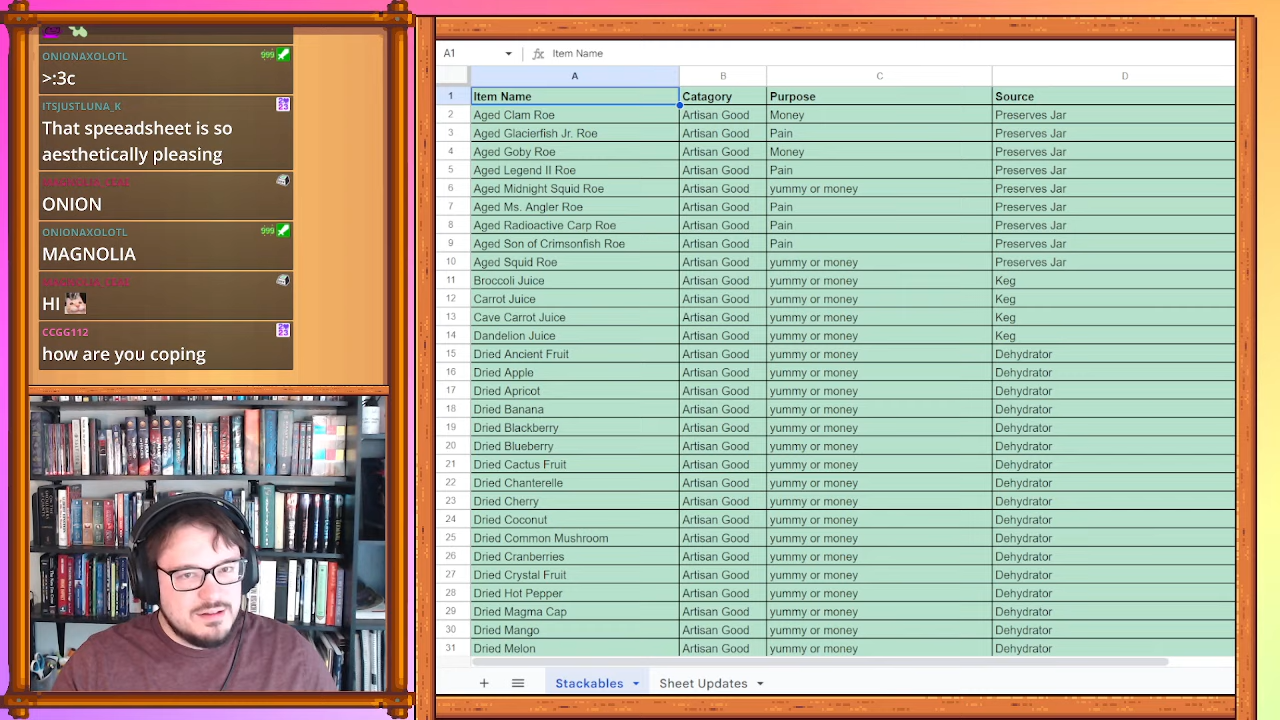 ONIONAXOLOTL
>:3c
ITSJUSTLUNA_K
That speeadsheet is so
aesthetically pleasing
ONION
ONIONAXOLOTL
MAGNOLIA
HI
CCGG112
how are you coping
A1 fx Item Name
A B C D
1 Item Name Catagory Purpose Source
2 Aged Clam Roe Artisan Good Money Preserves Jar
3 Aged Glacierfish Jr. Roe Artisan Good Pain Preserves Jar
4 Aged Goby Roe Artisan Good Money Preserves Jar
5 Aged Legend II Roe Artisan Good Pain Preserves Jar
6 Aged Midnight Squid Roe Artisan Good yummy or money Preserves Jar
7 Aged Ms. Angler Roe Artisan Good Pain Preserves Jar
8 Aged Radioactive Carp Roe Artisan Good Pain Preserves Jar
9 Aged Son of Crimsonfish Roe Artisan Good Pain Preserves Jar
10 Aged Squid Roe Artisan Good yummy or money Preserves Jar
11 Broccoli Juice Artisan Good yummy or money Keg
12 Carrot Juice Artisan Good yummy or money Keg
13 Cave Carrot Juice Artisan Good yummy or money Keg
14 Dandelion Juice Artisan Good yummy or money Keg
15 Dried Ancient Fruit Artisan Good yummy or money Dehydrator
16 Dried Apple Artisan Good yummy or money Dehydrator
17 Dried Apricot Artisan Good yummy or money Dehydrator
18 Dried Banana Artisan Good yummy or money Dehydrator
19 Dried Blackberry Artisan Good yummy or money Dehydrator
20 Dried Blueberry Artisan Good yummy or money Dehydrator
21 Dried Cactus Fruit Artisan Good yummy or money Dehydrator
22 Dried Chanterelle Artisan Good yummy or money Dehydrator
23 Dried Cherry Artisan Good yummy or money Dehydrator
24 Dried Coconut Artisan Good yummy or money Dehydrator
25 Dried Common Mushroom Artisan Good yummy or money Dehydrator
26 Dried Cranberries Artisan Good yummy or money Dehydrator
27 Dried Crystal Fruit Artisan Good yummy or money Dehydrator
28 Dried Hot Pepper Artisan Good yummy or money Dehydrator
29 Dried Magma Cap Artisan Good yummy or money Dehydrator
30 Dried Mango Artisan Good yummy or money Dehydrator
31 Dried Melon Artisan Good yummy or money Dehydrator
Stackables Sheet Updates